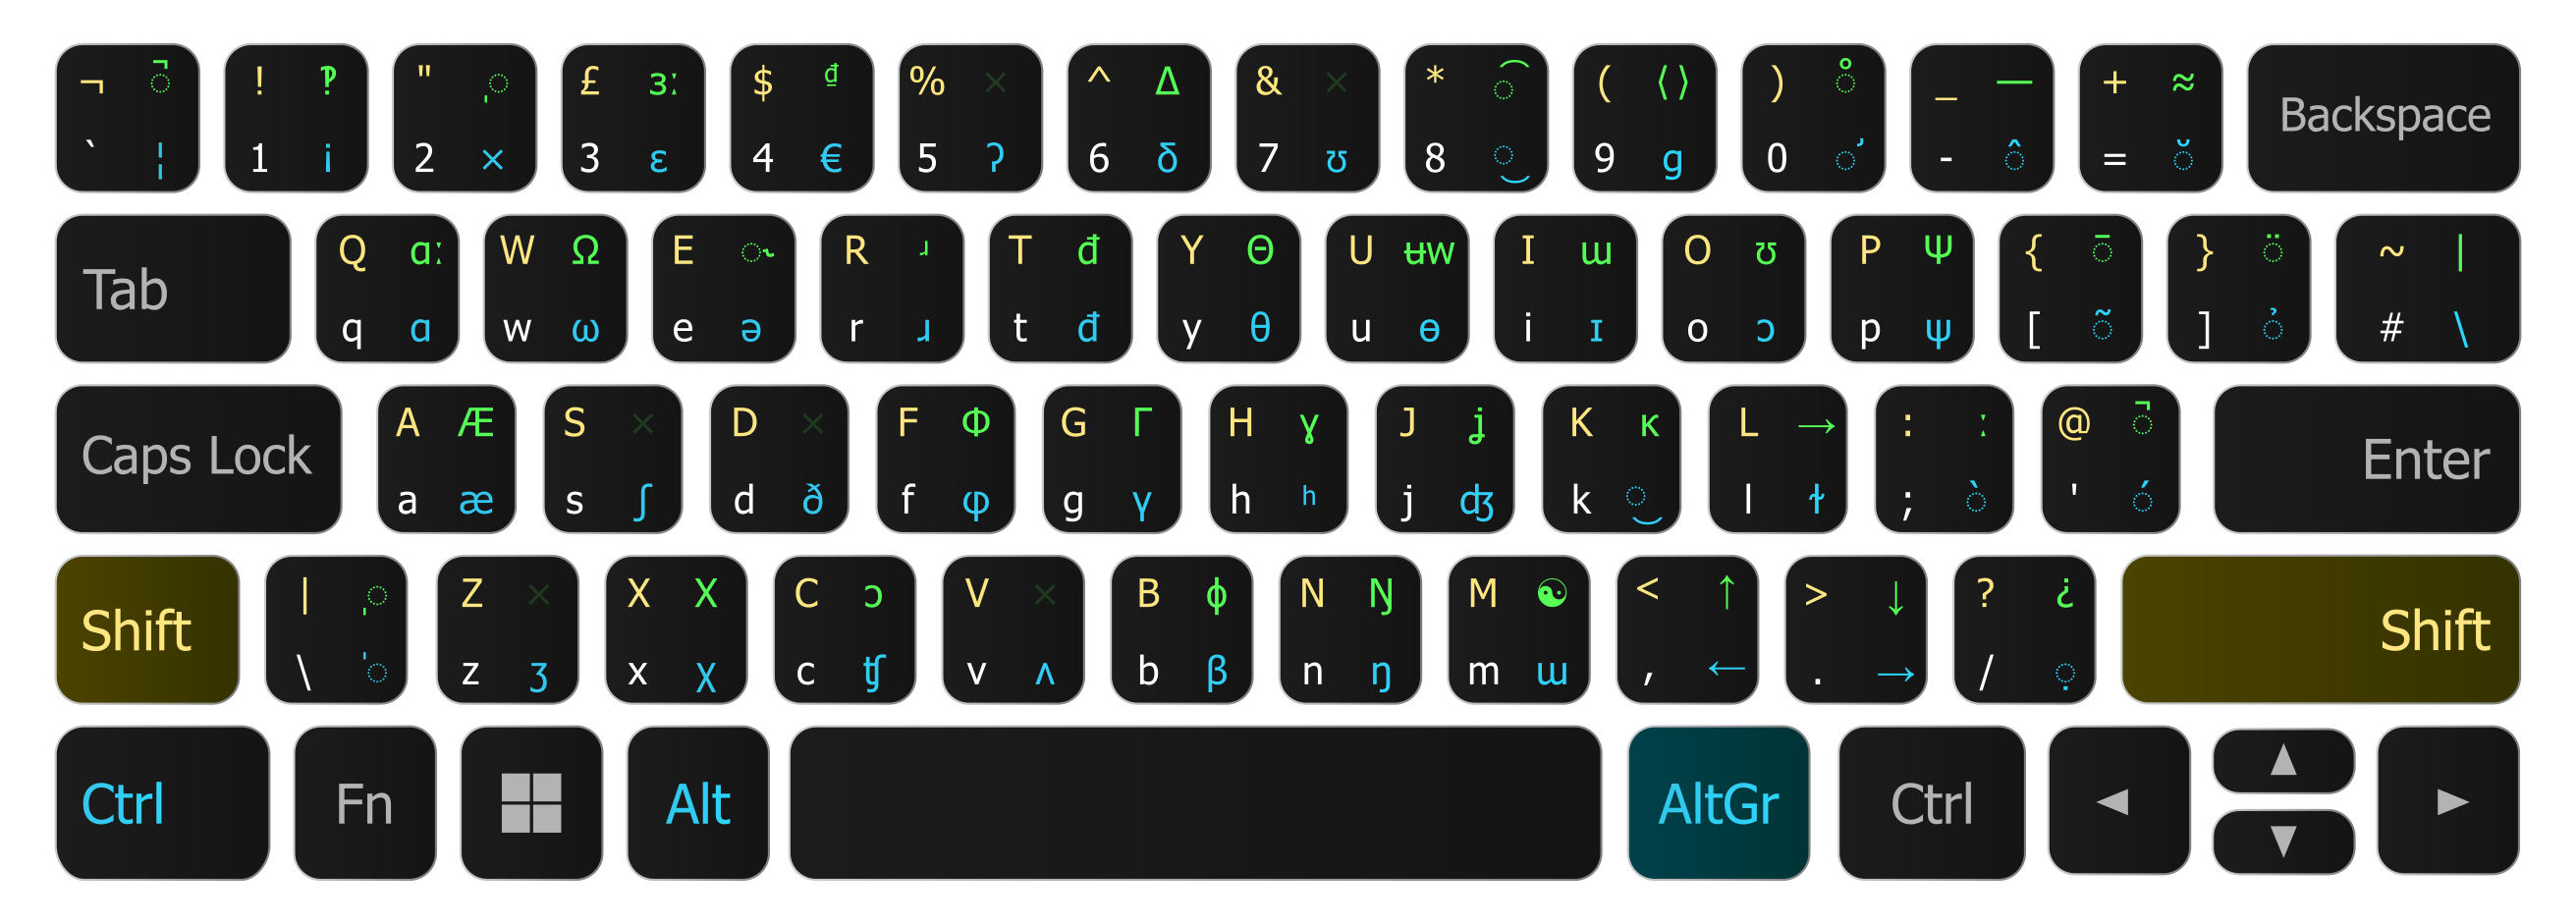 ¬ ◌̚ ! ‽ " ˌ◌ £ ɜː $ ₫ % × ^ Δ & × * ◌͡ ( ⟨⟩ ) ◌̊ _ — + ≈ Backspace
` ¦ 1 ¡ 2 × 3 ɛ 4 € 5 ʔ 6 δ 7 ʊ 8 ◌͜ 9 ɡ 0 ◌̛ - ◌̂ = ◌̆
Tab Q ɑː W Ω E ◌˞ R ʴ T đ Y Θ U ʉw I ɯ O ʊ P Ψ { ◌̄ } ◌̈ ~ |
q ɑ w ω e ə r ɹ t đ y θ u ɵ i ɪ o ɔ p ψ [ ◌̃ ] ◌̉ # \
Caps Lock A Æ S × D × F Φ G Γ H ɣ J ʝ K ĸ L → : ː @ ◌̚ Enter
a æ s ʃ d ð f φ g γ h ʰ j ʤ k ◌͜ l ɫ ; ◌̀ ' ◌́
Shift | ˌ◌ Z × X Χ C ɔ V × B ɸ N Ŋ M ☯ < ↑ > ↓ ? ¿ Shift
\ ˈ◌ z ʒ x χ c ʧ v ʌ b β n ŋ m ɯ , ← . → / ◌̣
Ctrl Fn Alt AltGr Ctrl ◀ ▲ ▼ ▶